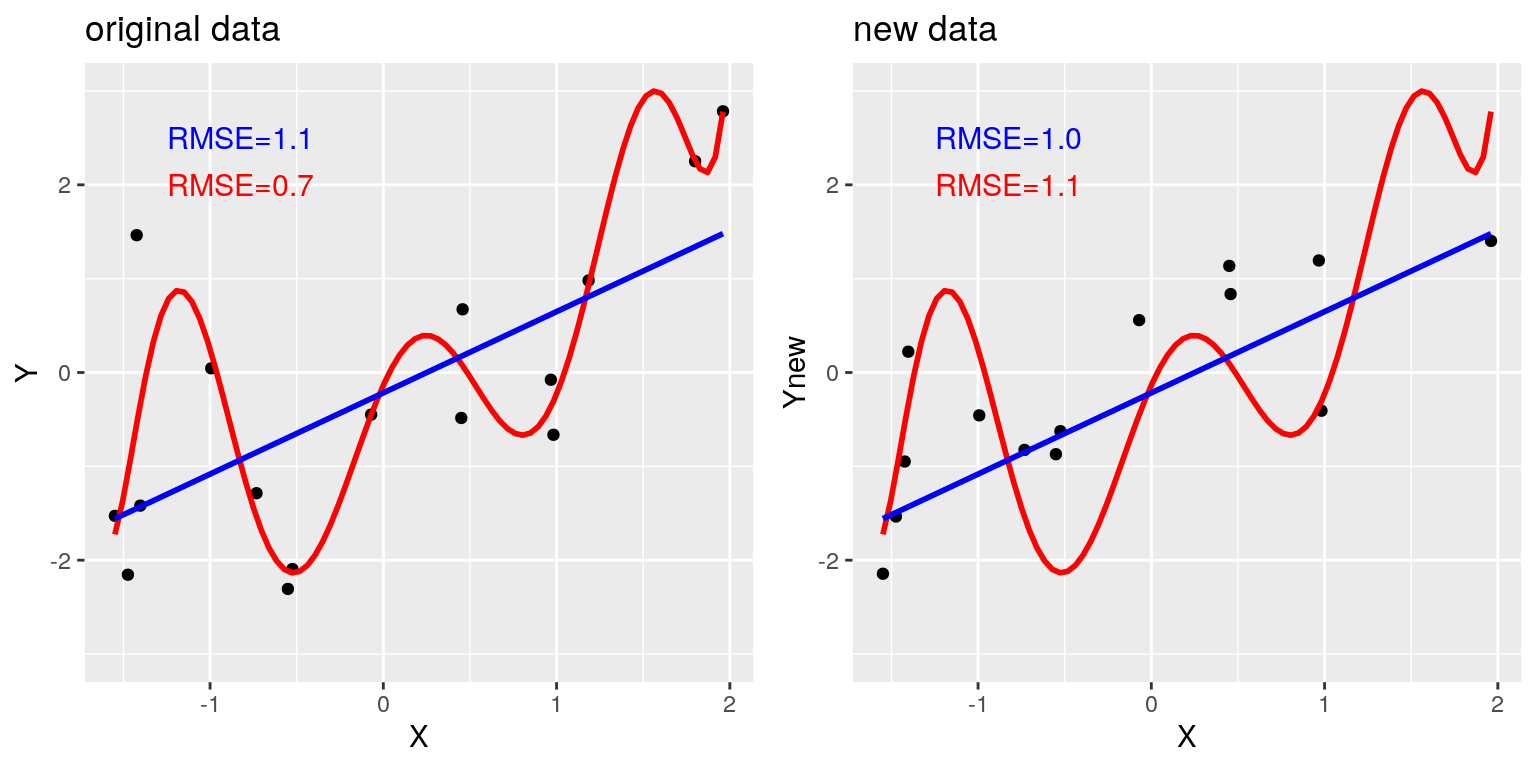 original data
RMSE=1.1
RMSE=0.7
2
0
-2
Y
-1 0 1 2
X
new data
RMSE=1.0
RMSE=1.1
2
0
-2
Ynew
-1 0 1 2
X